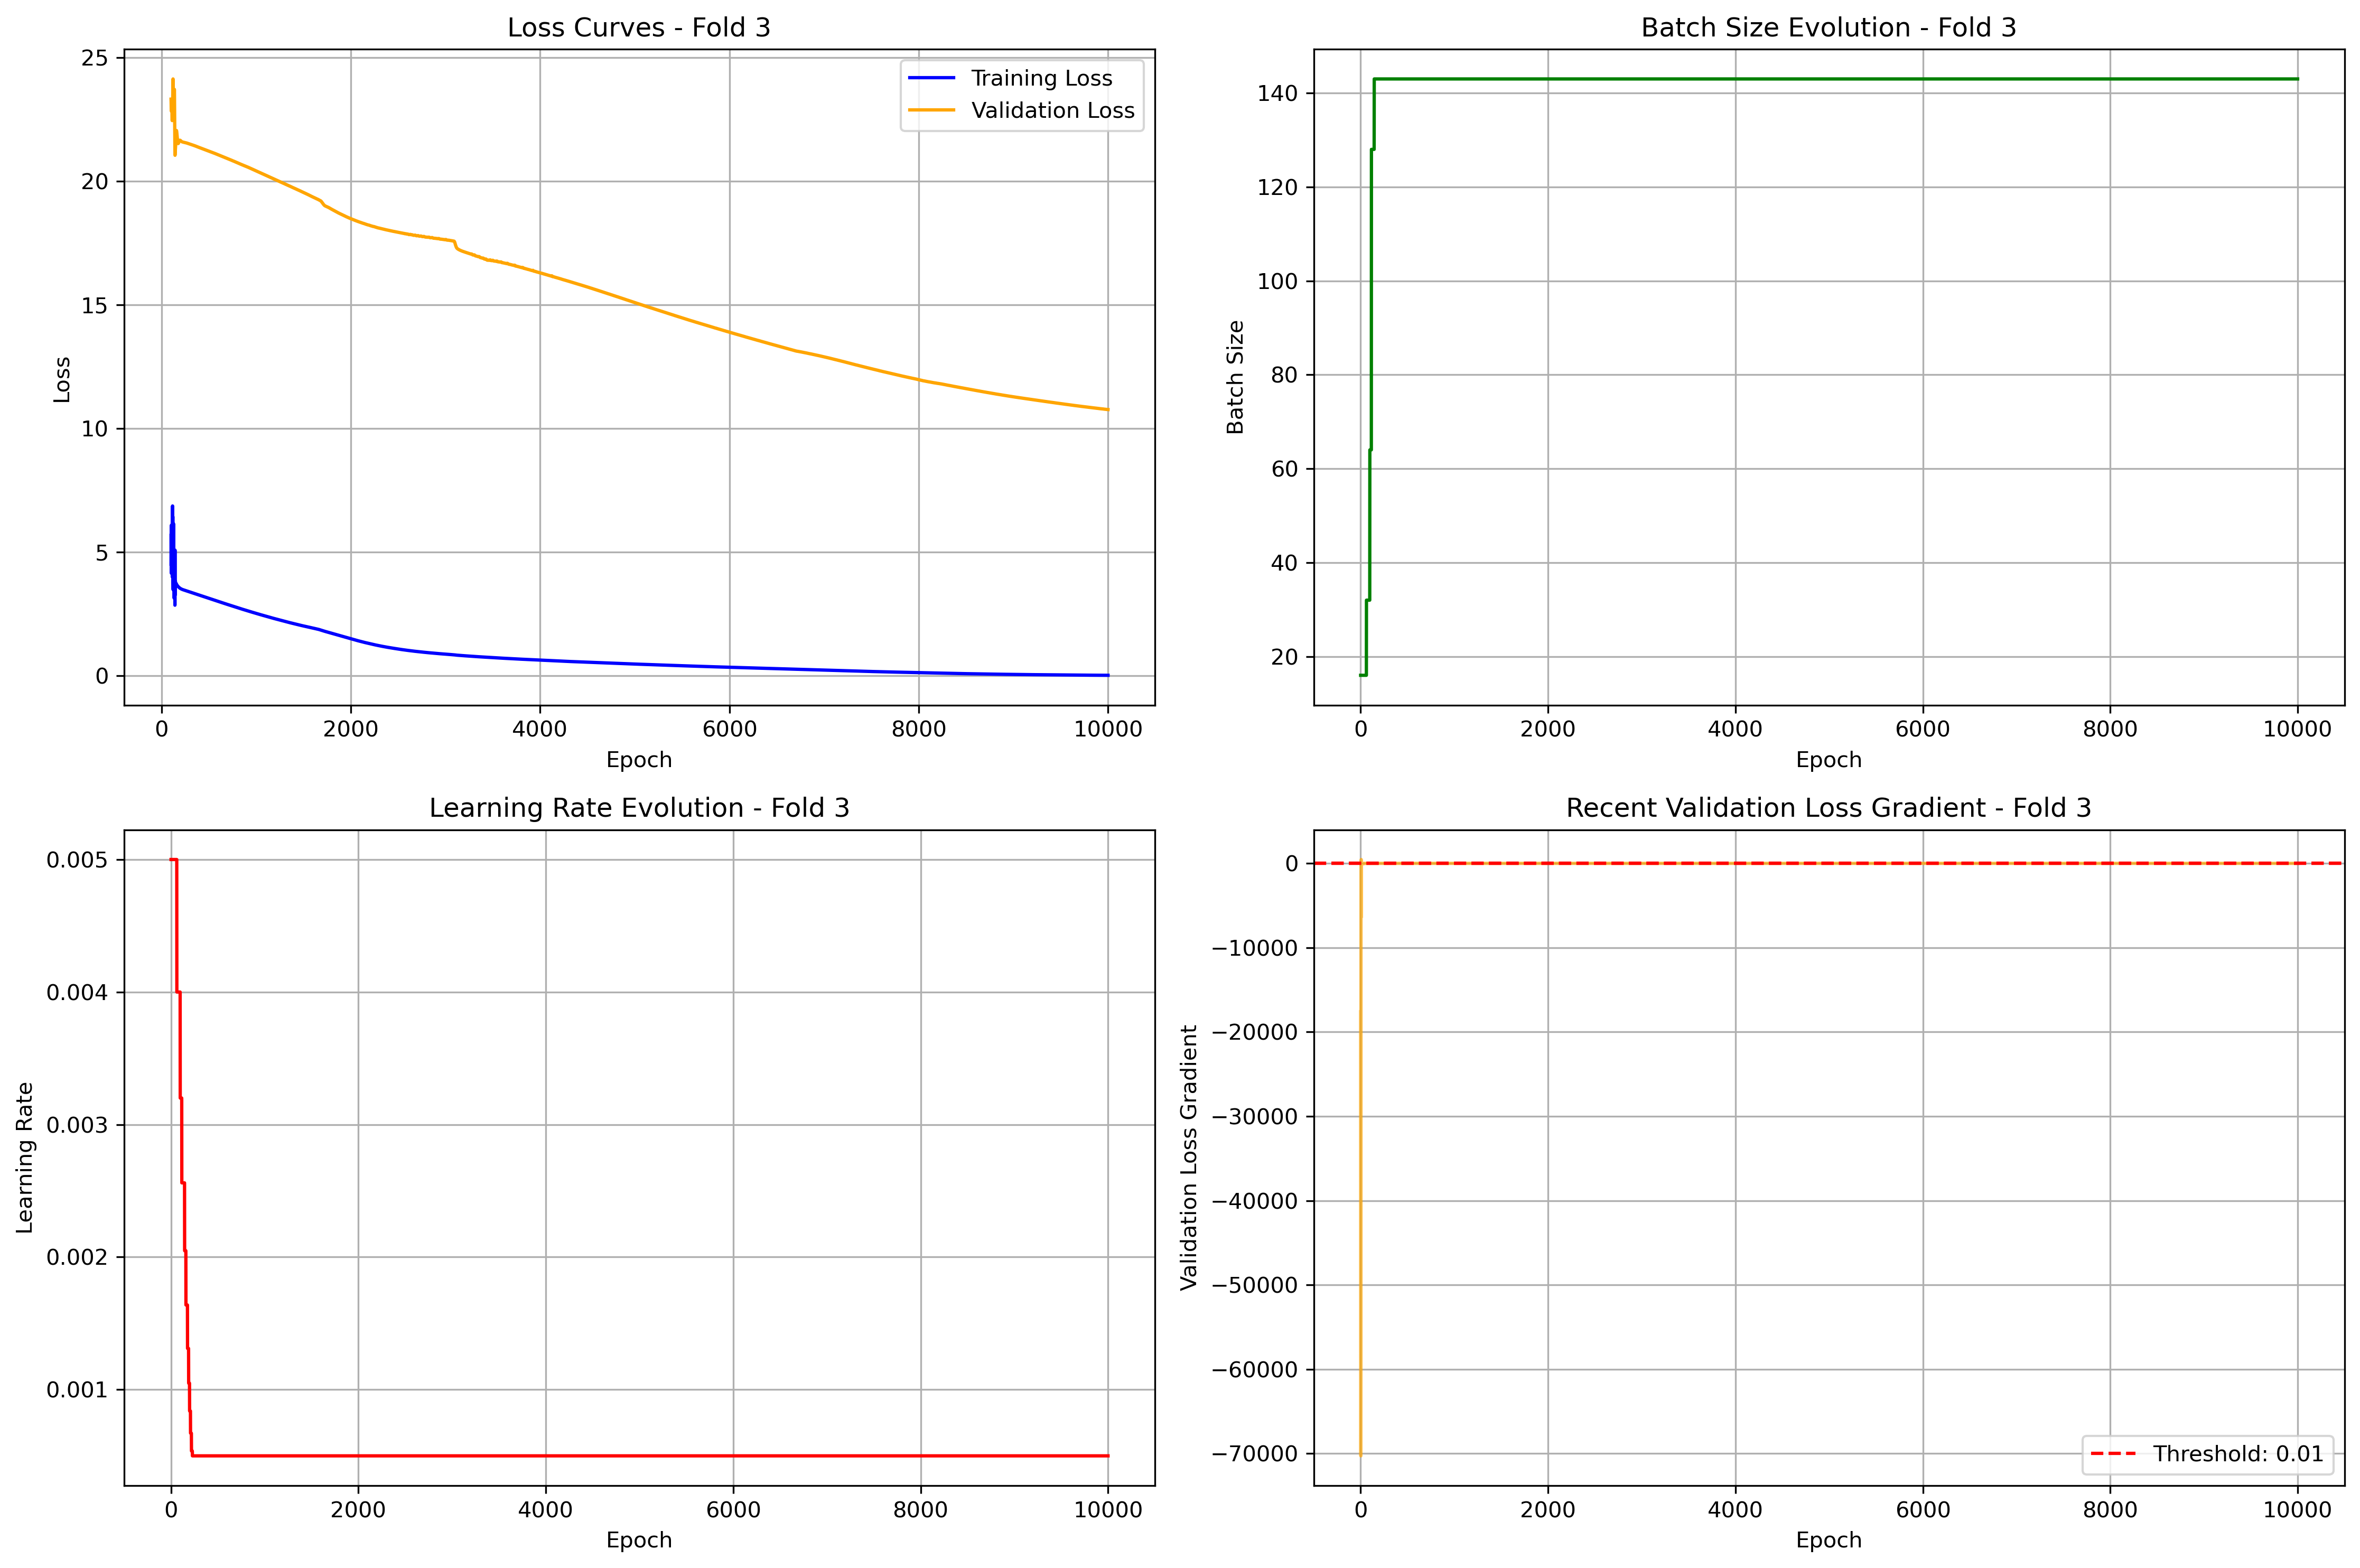 Loss Curves - Fold 3
25
20
15
10
5
0
Loss
Training Loss
Validation Loss
0 2000 4000 6000 8000 10000
Epoch
Batch Size Evolution - Fold 3
140
120
100
80
60
40
20
Batch Size
0 2000 4000 6000 8000 10000
Epoch
Learning Rate Evolution - Fold 3
0.005
0.004
0.003
0.002
0.001
Learning Rate
0 2000 4000 6000 8000 10000
Epoch
Recent Validation Loss Gradient - Fold 3
0
−10000
−20000
−30000
−40000
−50000
−60000
−70000
Validation Loss Gradient
Threshold: 0.01
0 2000 4000 6000 8000 10000
Epoch